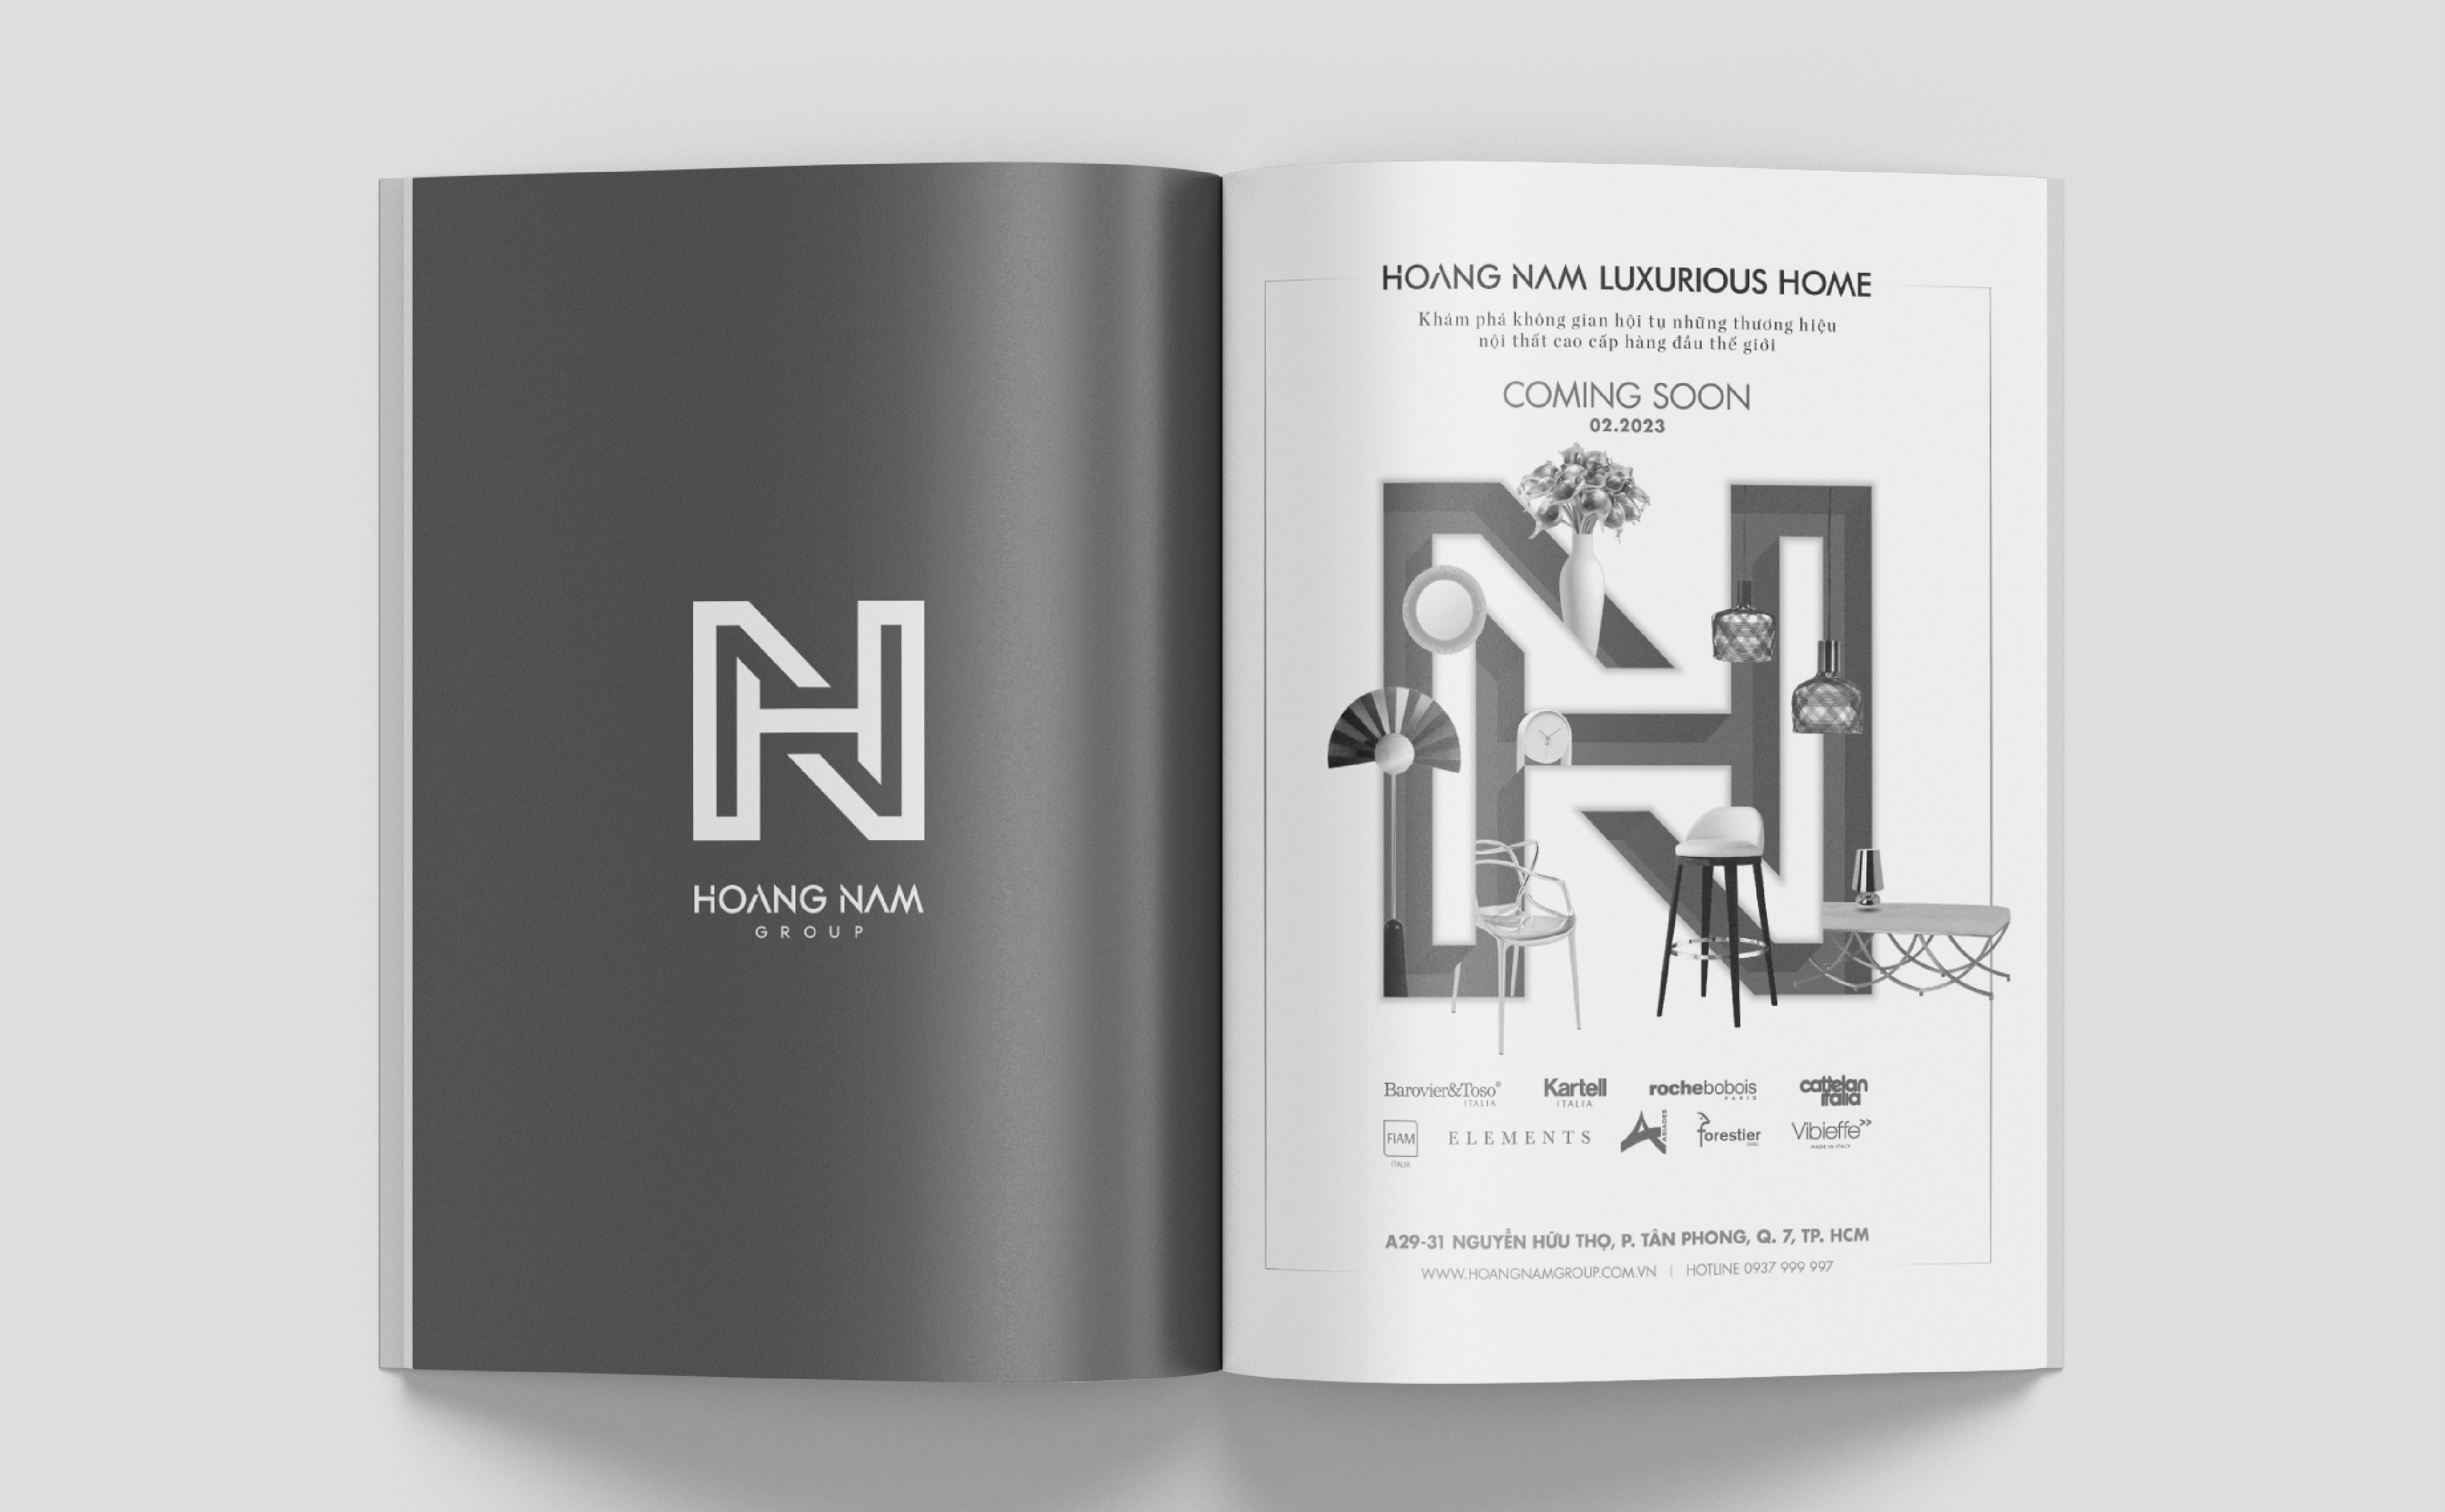 HOANG NAM
GROUP
HOANG NAM LUXURIOUS HOME
Khám phá không gian hội tụ những thương hiệu
nội thất cao cấp hàng đầu thế giới
COMING SOON
02.2023
Barovier&Toso®
ITALIA
Kartell
ITALIA
rochebobois
PARIS
cattelan
italia
FIAM
ITALIA
ELEMENTS
ARIADES
forestier
PARIS
Vibieffe»
MADE IN ITALY
A29-31 NGUYỄN HỮU THỌ, P. TÂN PHONG, Q. 7, TP. HCM
WWW.HOANGNAMGROUP.COM.VN | HOTLINE 0937 999 997